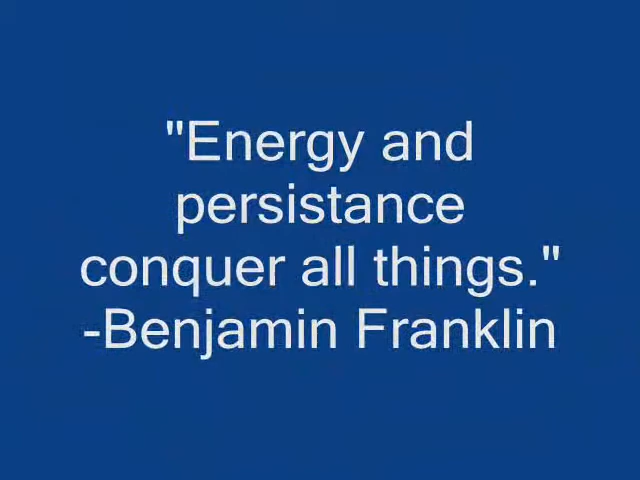 "Energy and
persistance
conquer all things."
-Benjamin Franklin